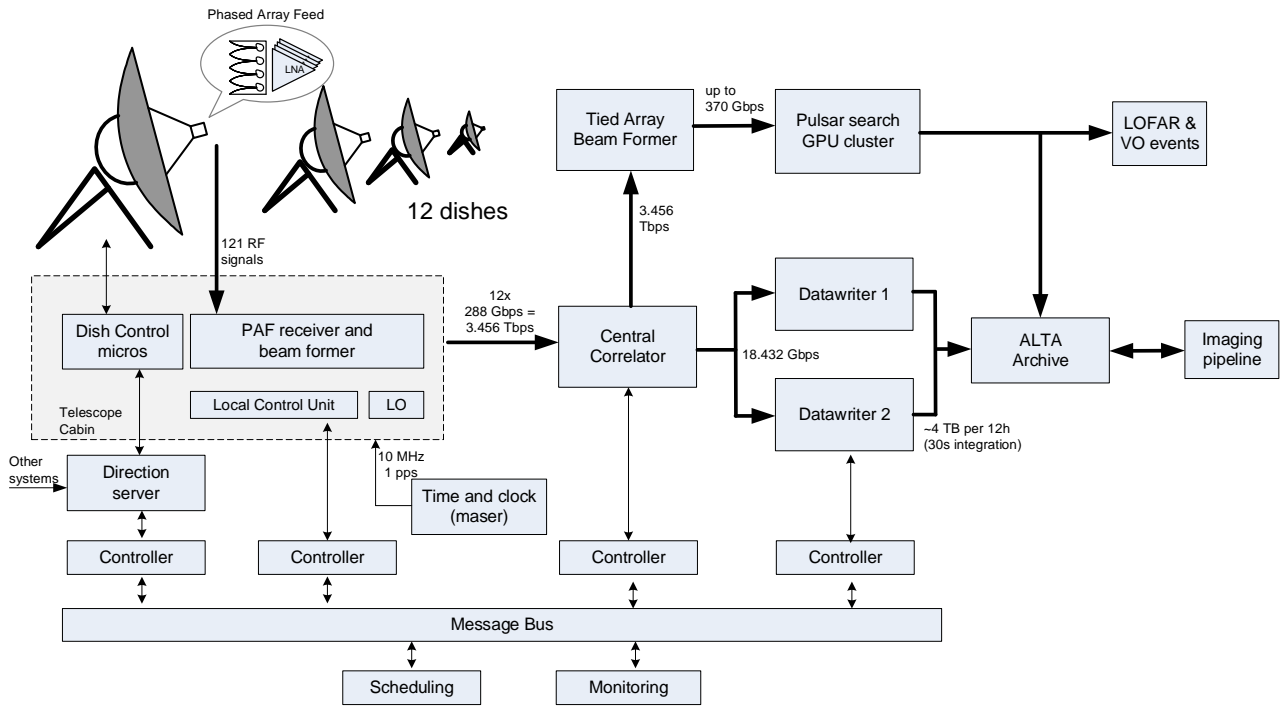 Phased Array Feed
LNA
12 dishes
121 RF
signals
Dish Control
micros
PAF receiver and
beam former
Local Control Unit
LO
Telescope
Cabin
12x
288 Gbps =
3.456 Tbps
Tied Array
Beam Former
up to
370 Gbps
Pulsar search
GPU cluster
LOFAR &
VO events
3.456
Tbps
Central
Correlator
18.432 Gbps
Datawriter 1
Datawriter 2
ALTA
Archive
Imaging
pipeline
~4 TB per 12h
(30s integration)
Other
systems
Direction
server
10 MHz
1 pps
Time and clock
(maser)
Controller
Controller
Controller
Controller
Message Bus
Scheduling
Monitoring